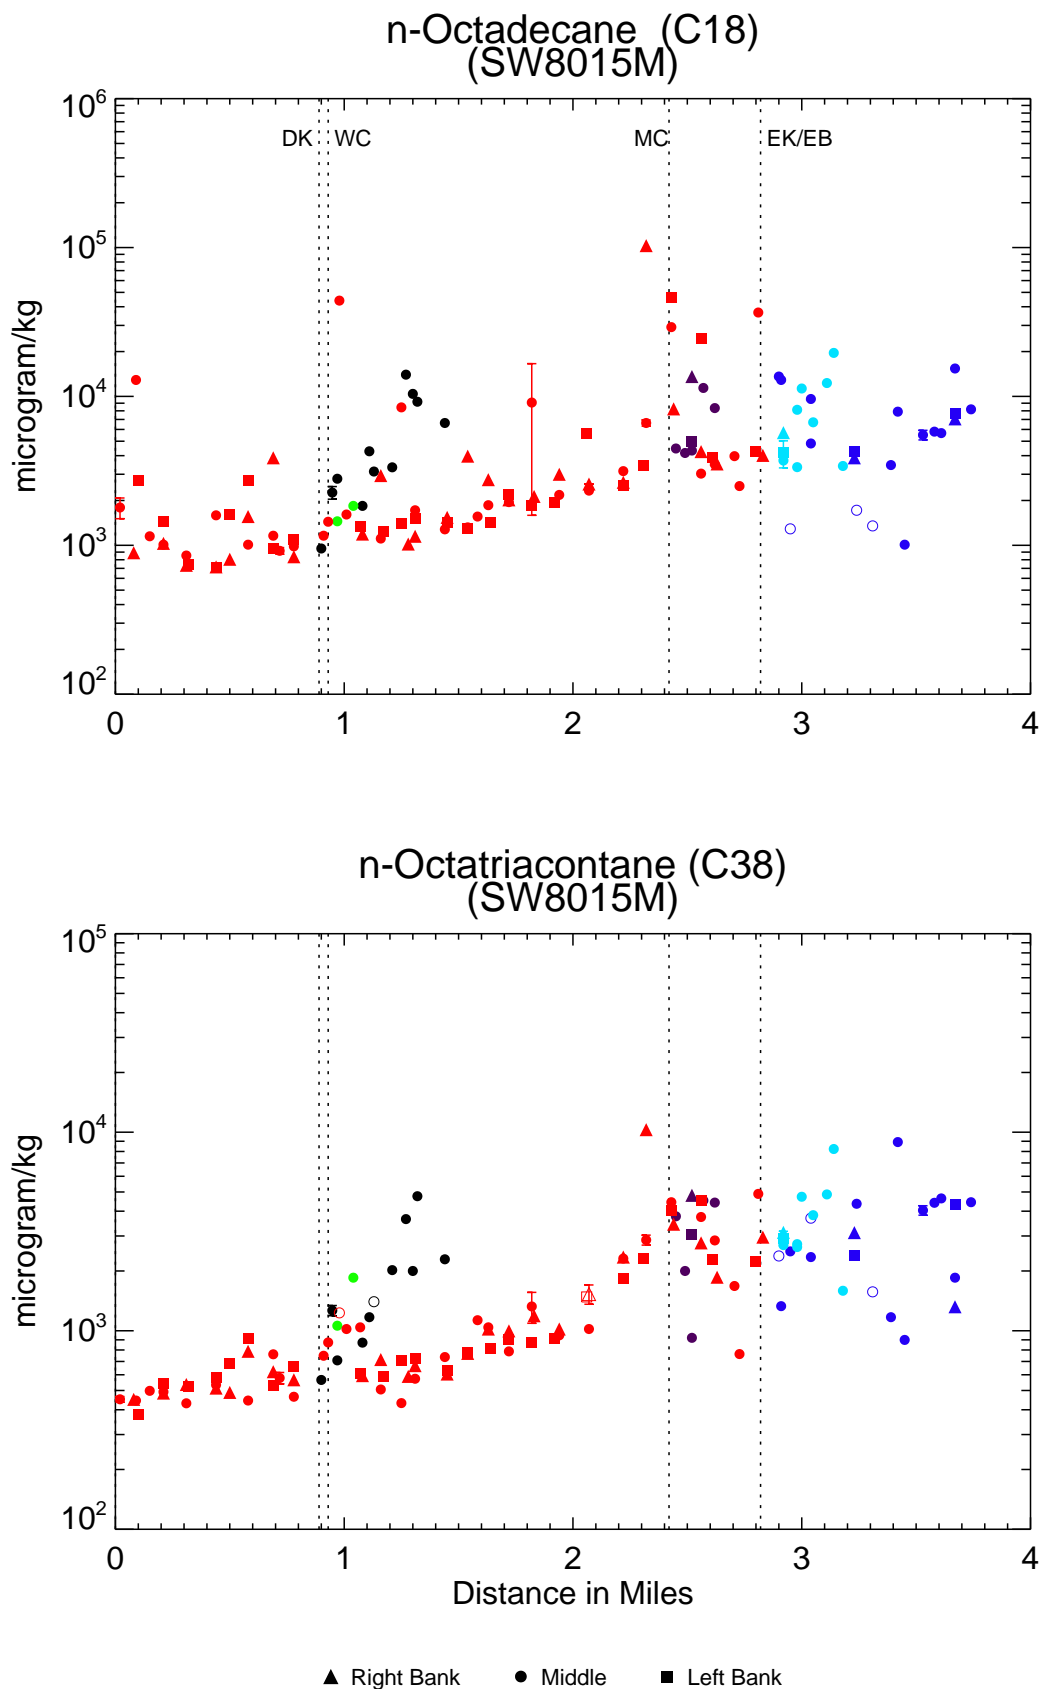 n-Octadecane (C18)
(SW8015M)
10^6
DK WC MC EK/EB
10^5
microgram/kg
10^4
10^3
10^2
0 1 2 3 4
n-Octatriacontane (C38)
(SW8015M)
10^5
10^4
microgram/kg
10^3
10^2
0 1 2 3 4
Distance in Miles
Right Bank Middle Left Bank